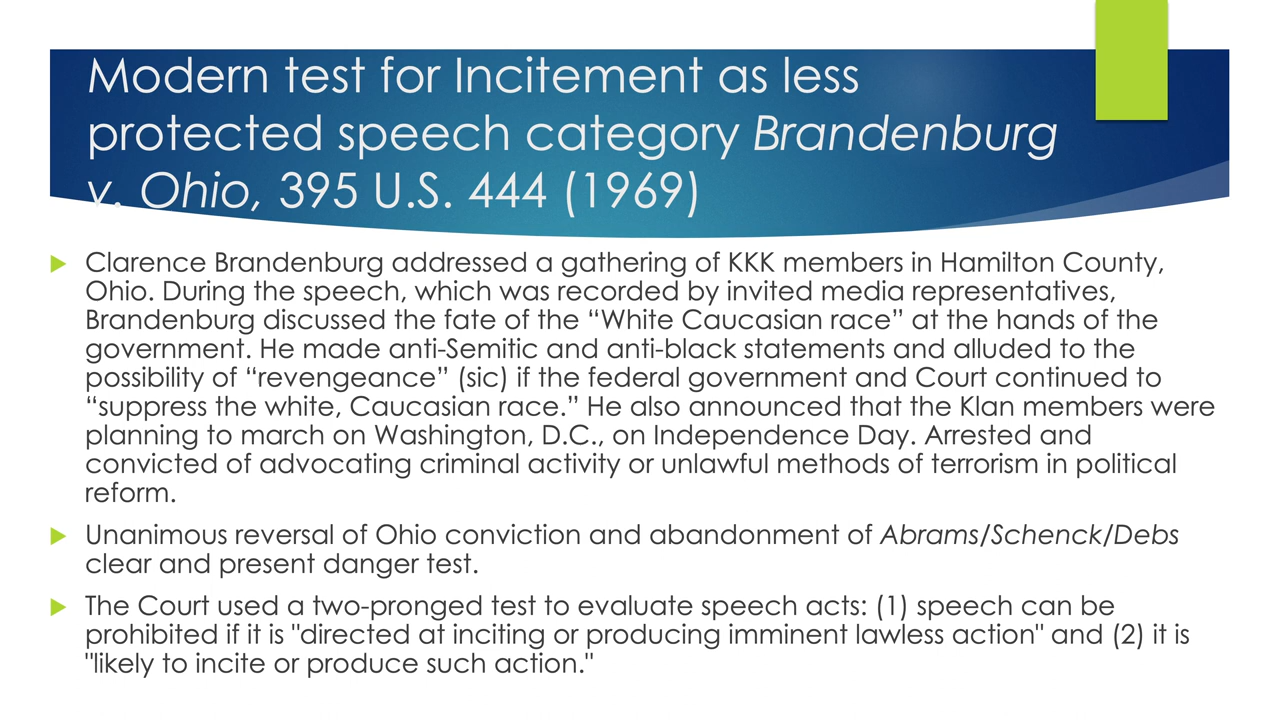 Modern test for Incitement as less
protected speech category Brandenburg
v. Ohio, 395 U.S. 444 (1969)
Clarence Brandenburg addressed a gathering of KKK members in Hamilton County,
Ohio. During the speech, which was recorded by invited media representatives,
Brandenburg discussed the fate of the “White Caucasian race” at the hands of the
government. He made anti-Semitic and anti-black statements and alluded to the
possibility of “revengeance” (sic) if the federal government and Court continued to
“suppress the white, Caucasian race.” He also announced that the Klan members were
planning to march on Washington, D.C., on Independence Day. Arrested and
convicted of advocating criminal activity or unlawful methods of terrorism in political
reform.
Unanimous reversal of Ohio conviction and abandonment of Abrams/Schenck/Debs
clear and present danger test.
The Court used a two-pronged test to evaluate speech acts: (1) speech can be
prohibited if it is "directed at inciting or producing imminent lawless action" and (2) it is
"likely to incite or produce such action."